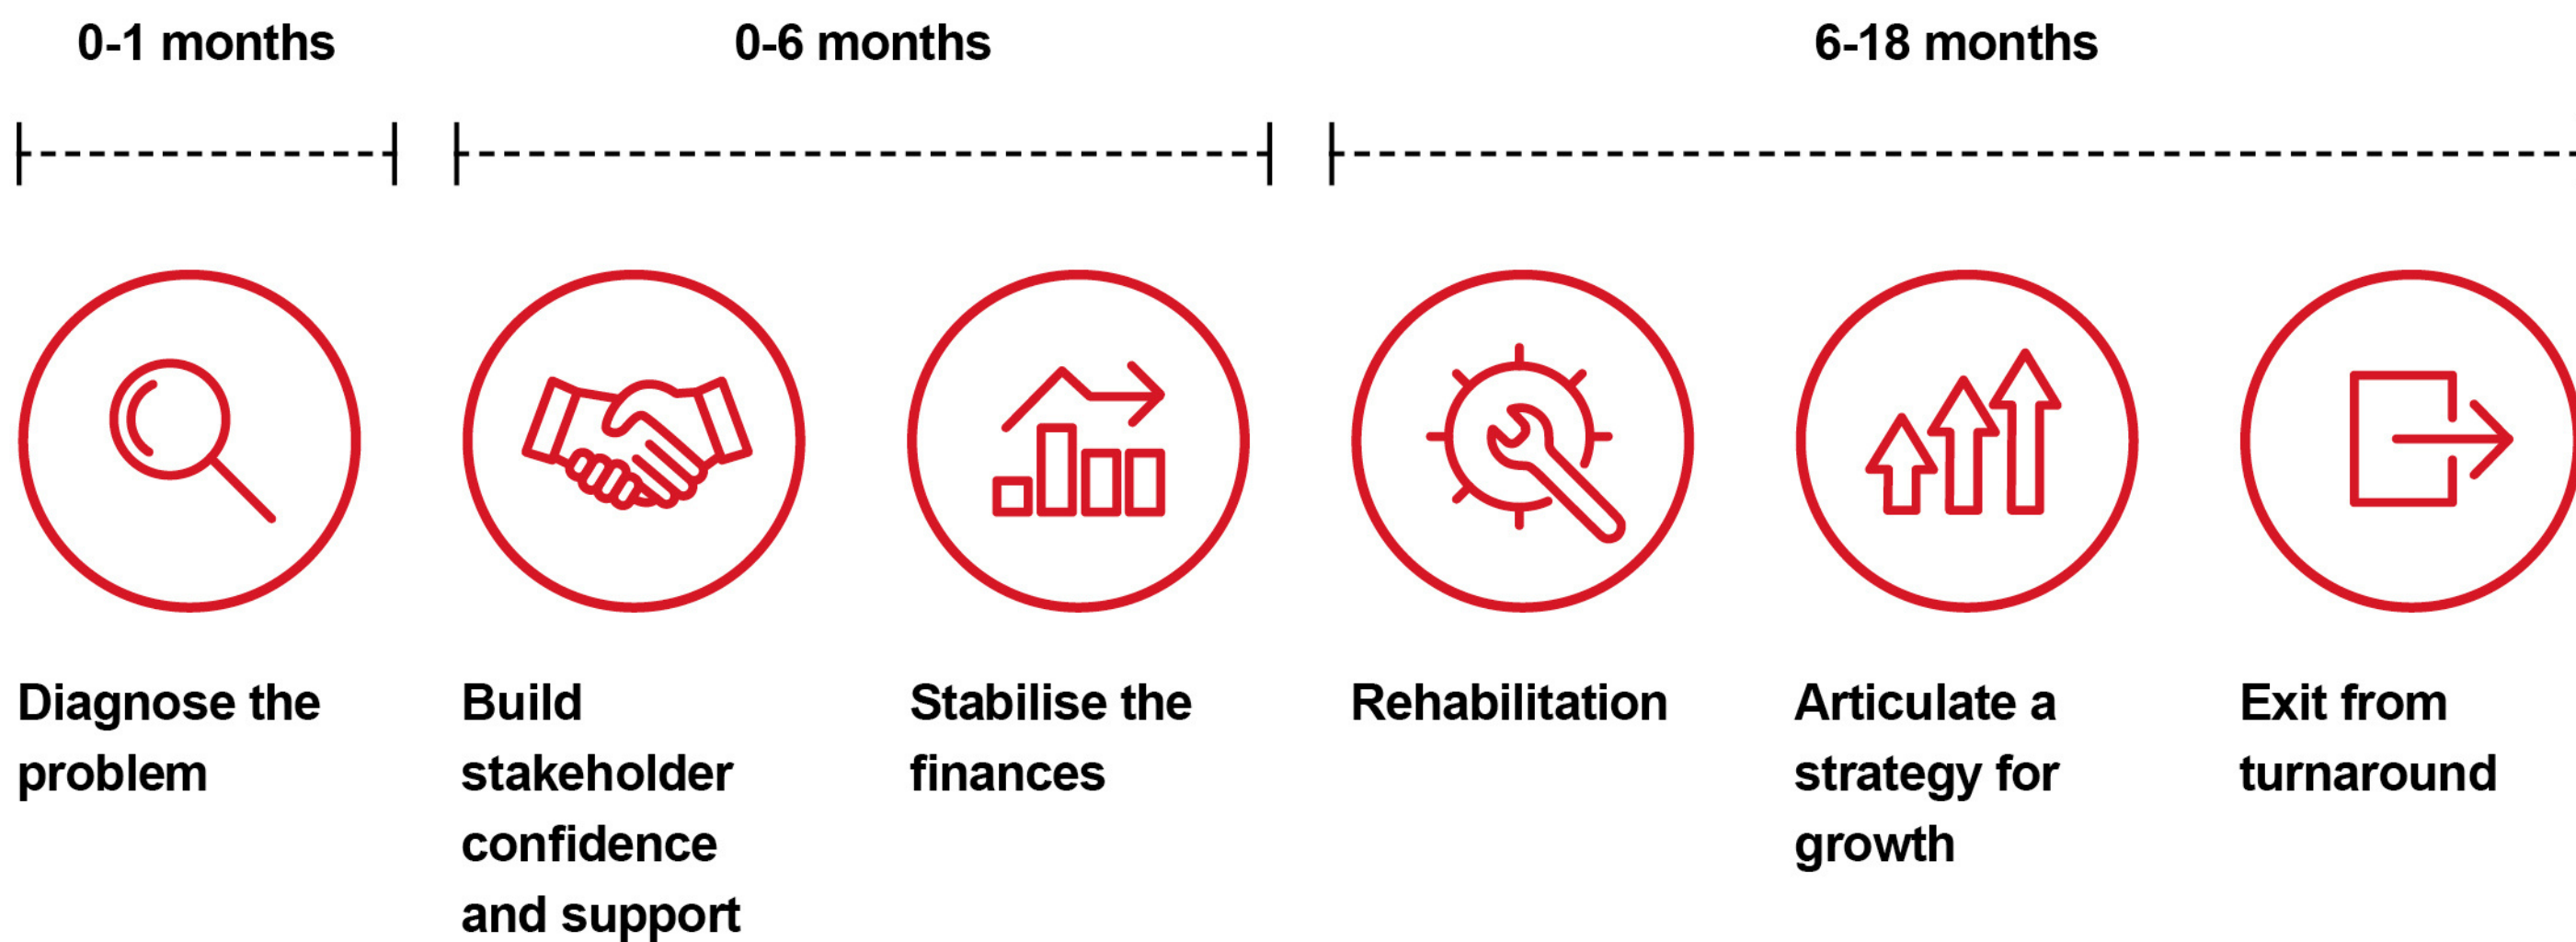 0-1 months
0-6 months
6-18 months
Diagnose the
problem
Build
stakeholder
confidence
and support
Stabilise the
finances
Rehabilitation
Articulate a
strategy for
growth
Exit from
turnaround